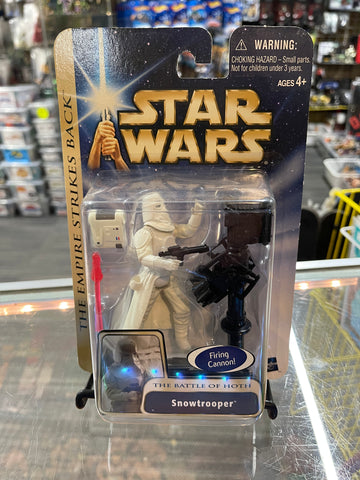 WARNING:
CHOKING HAZARD – Small parts.
Not for children under 3 years.
AGES 4+
STAR
WARS
THE EMPIRE STRIKES BACK
Firing
Cannon!
THE BATTLE OF HOTH
Snowtrooper™